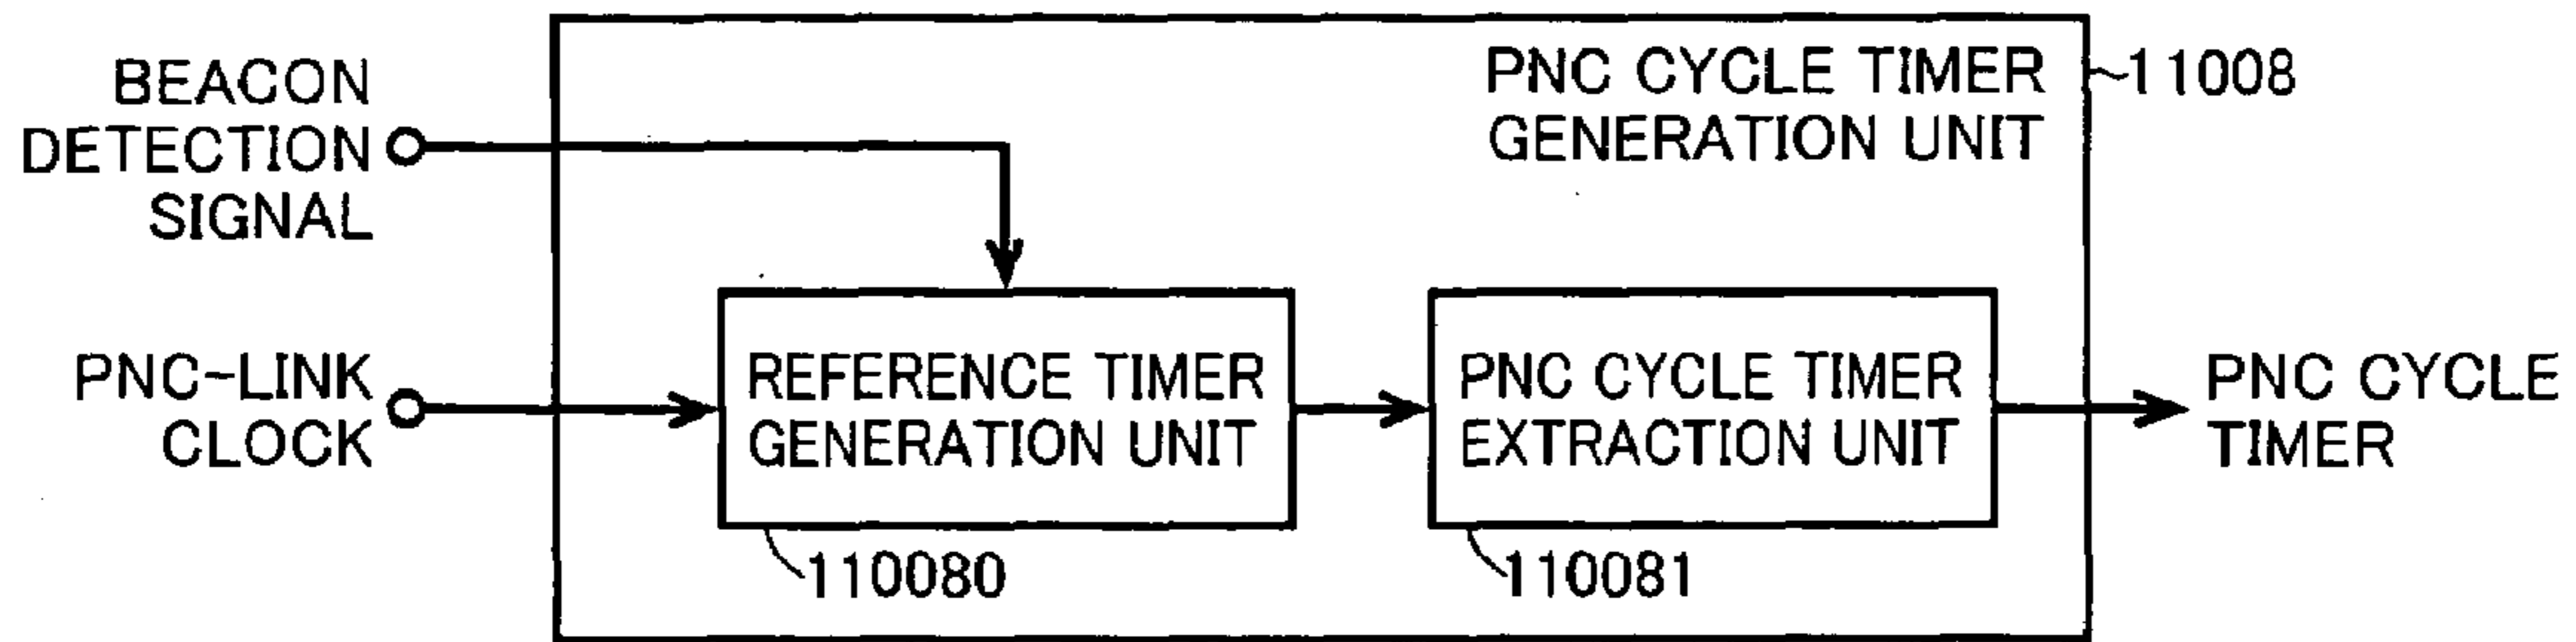 BEACON
DETECTION
SIGNAL
PNC CYCLE TIMER
GENERATION UNIT
11008
PNC-LINK
CLOCK
REFERENCE TIMER
GENERATION UNIT
110080
PNC CYCLE TIMER
EXTRACTION UNIT
110081
PNC CYCLE
TIMER